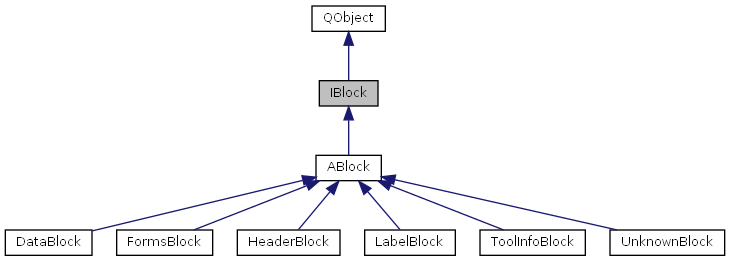 QObject
IBlock
ABlock
DataBlock
FormsBlock
HeaderBlock
LabelBlock
ToolInfoBlock
UnknownBlock